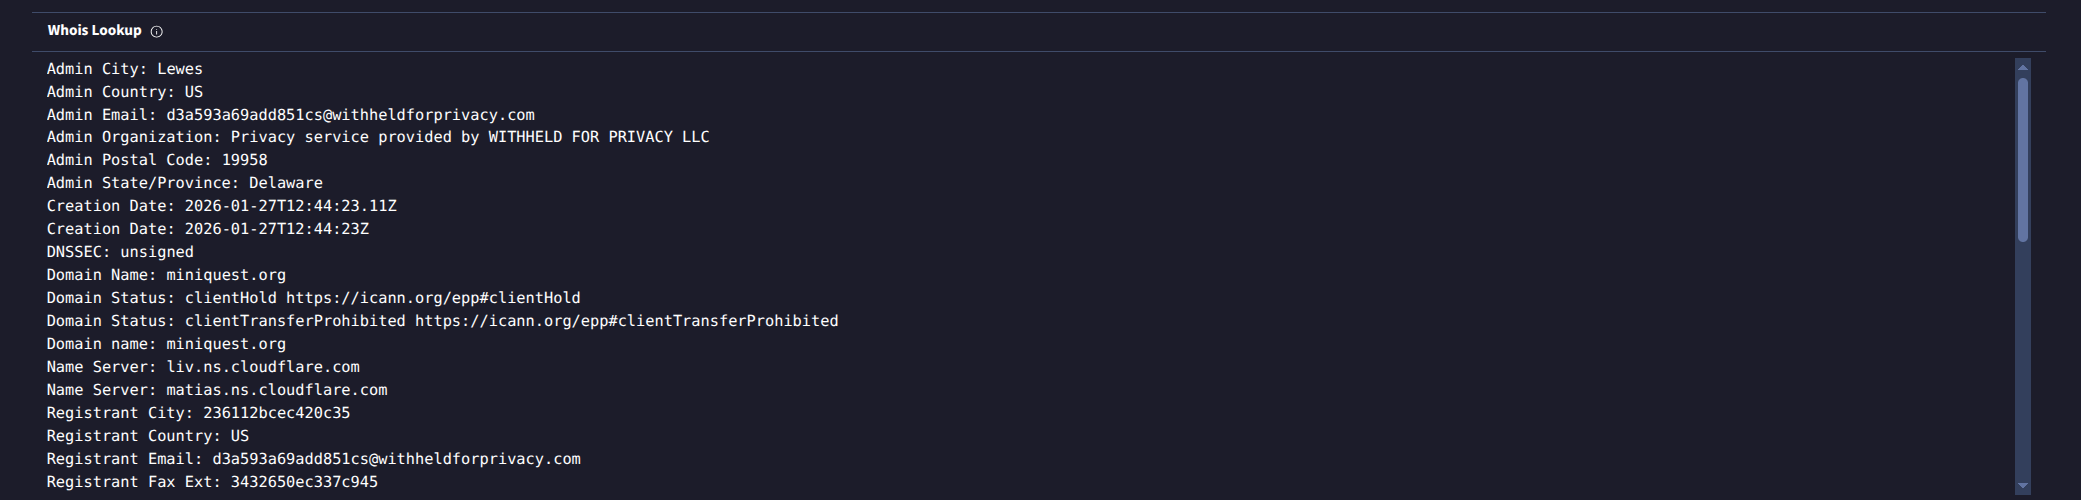 Whois Lookup
Admin City: Lewes
Admin Country: US
Admin Email: d3a593a69add851cs@withheldforprivacy.com
Admin Organization: Privacy service provided by WITHHELD FOR PRIVACY LLC
Admin Postal Code: 19958
Admin State/Province: Delaware
Creation Date: 2026-01-27T12:44:23.11Z
Creation Date: 2026-01-27T12:44:23Z
DNSSEC: unsigned
Domain Name: miniquest.org
Domain Status: clientHold https://icann.org/epp#clientHold
Domain Status: clientTransferProhibited https://icann.org/epp#clientTransferProhibited
Domain name: miniquest.org
Name Server: liv.ns.cloudflare.com
Name Server: matias.ns.cloudflare.com
Registrant City: 236112bcec420c35
Registrant Country: US
Registrant Email: d3a593a69add851cs@withheldforprivacy.com
Registrant Fax Ext: 3432650ec337c945